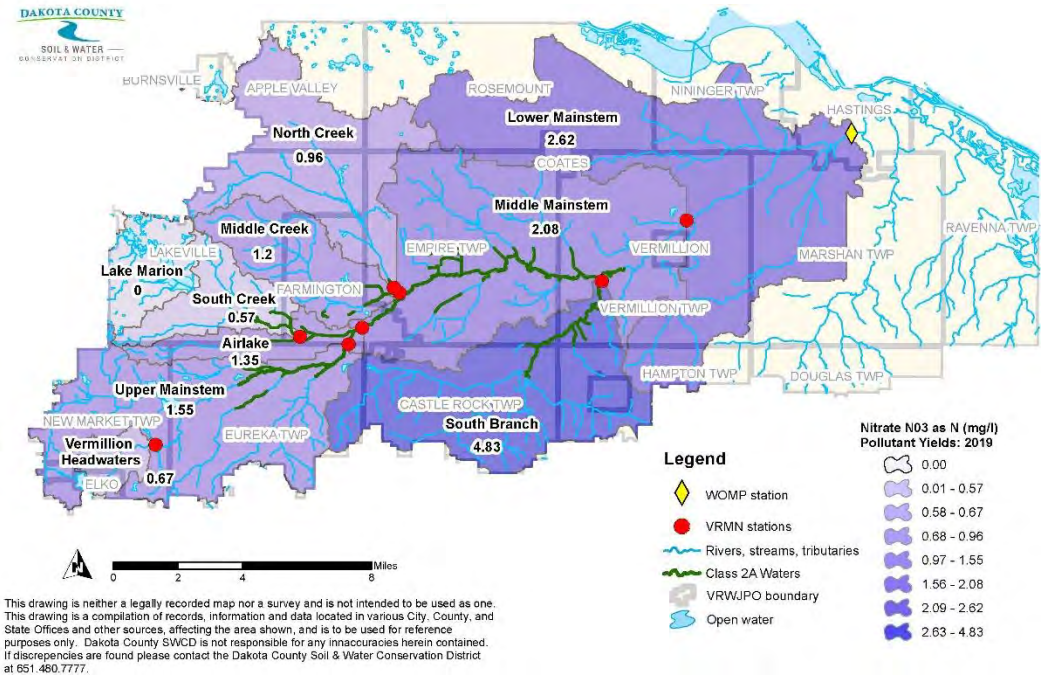 DAKOTA COUNTY
SOIL & WATER
CONSERVATION DISTRICT
BURNSVILLE
APPLE VALLEY
ROSEMOUNT
NININGER TWP
HASTINGS
Lower Mainstem
2.62
North Creek
0.96
COATES
Middle Mainstem
2.08
Middle Creek
1.2
LAKEVILLE
EMPIRE TWP
VERMILLION
RAVENNA TWP
MARSHAN TWP
Lake Marion
0
FARMINGTON
South Creek
0.57
VERMILLION TWP
Airlake
1.35
HAMPTON TWP
DOUGLAS TWP
Upper Mainstem
1.55
CASTLE ROCK TWP
South Branch
4.83
NEW MARKET TWP
EUREKA TWP
Vermillion
Headwaters
0.67
ELKO
Legend
WOMP station
VRMN stations
Rivers, streams, tributaries
Class 2A Waters
VRWJPO boundary
Open water
Nitrate N03 as N (mg/l)
Pollutant Yields: 2019
0.00
0.01 - 0.57
0.58 - 0.67
0.68 - 0.96
0.97 - 1.55
1.56 - 2.08
2.09 - 2.62
2.63 - 4.83
N
0 2 4 8 Miles
This drawing is neither a legally recorded map nor a survey and is not intended to be used as one.
This drawing is a compilation of records, information and data located in various City, County, and
State Offices and other sources, affecting the area shown, and is to be used for reference
purposes only. Dakota County SWCD is not responsible for any innaccuracies herein contained.
If discrepencies are found please contact the Dakota County Soil & Water Conservation District
at 651.480.7777.